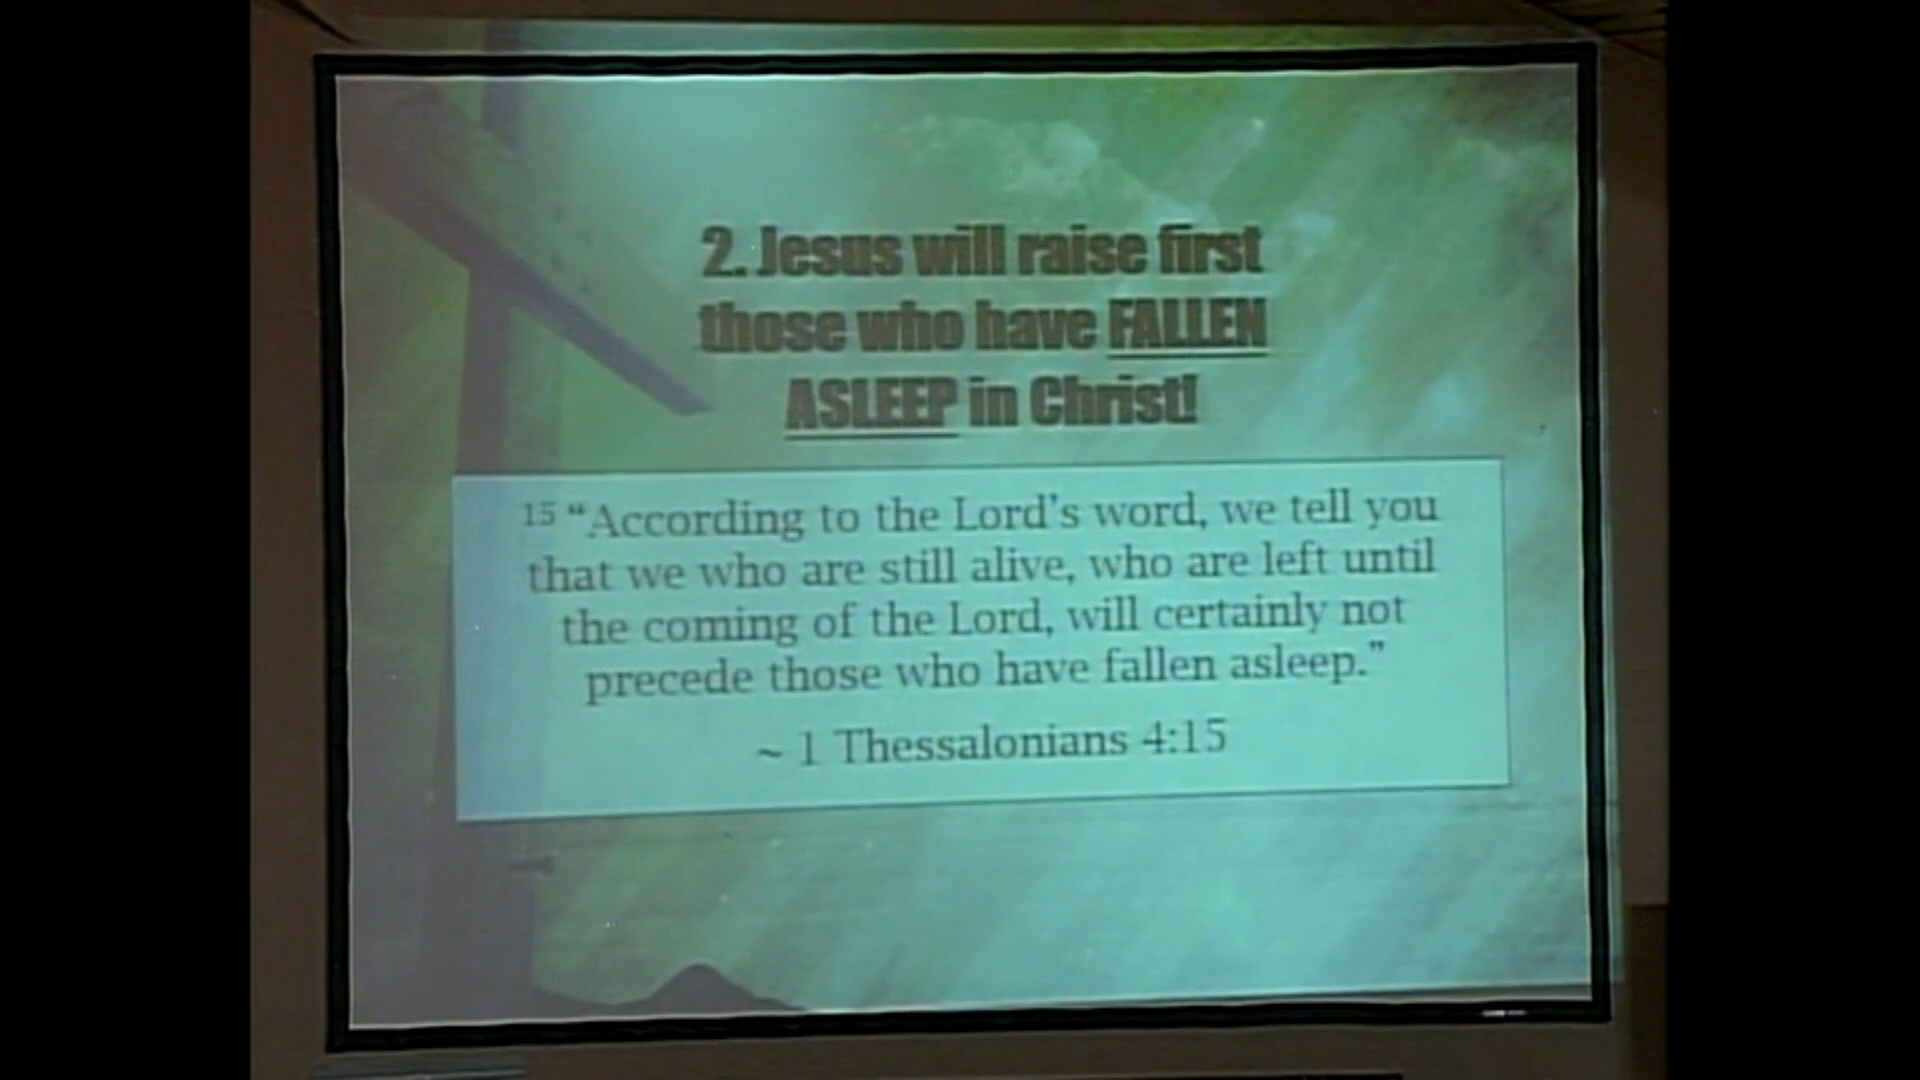 2. Jesus will raise first
those who have FALLEN
ASLEEP in Christ!
15 “According to the Lord’s word, we tell you
that we who are still alive, who are left until
the coming of the Lord, will certainly not
precede those who have fallen asleep.”
~ 1 Thessalonians 4:15